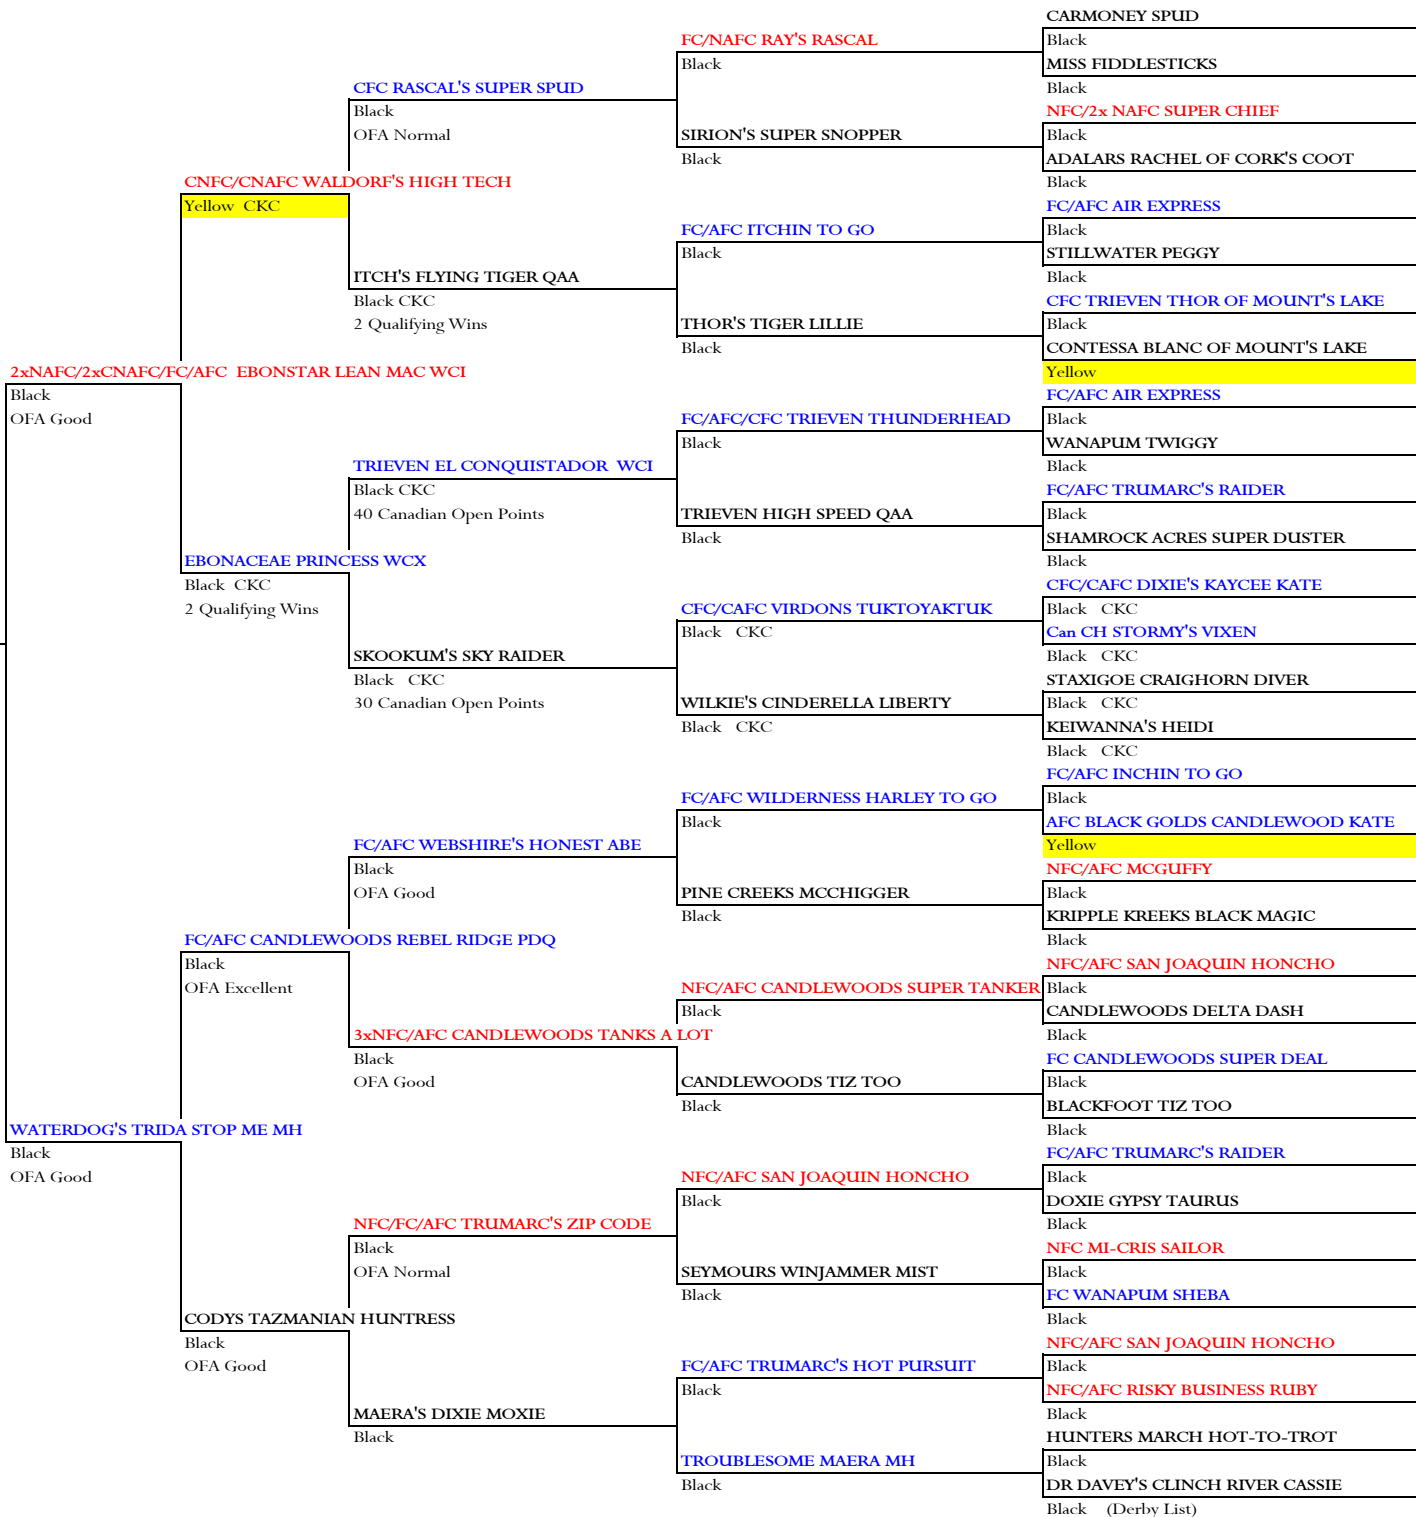 CARMONEY SPUD
FC/NAFC RAY'S RASCAL
Black
Black
MISS FIDDLESTICKS
CFC RASCAL'S SUPER SPUD
Black
Black
NFC/2x NAFC SUPER CHIEF
OFA Normal
SIRION'S SUPER SNOPPER
Black
Black
ADALARS RACHEL OF CORK'S COOT
CNFC/CNAFC WALDORF'S HIGH TECH
Black
Yellow CKC
FC/AFC AIR EXPRESS
FC/AFC ITCHIN TO GO
Black
Black
STILLWATER PEGGY
ITCH'S FLYING TIGER QAA
Black
Black CKC
CFC TRIEVEN THOR OF MOUNT'S LAKE
2 Qualifying Wins
THOR'S TIGER LILLIE
Black
Black
CONTESSA BLANC OF MOUNT'S LAKE
2xNAFC/2xCNAFC/FC/AFC EBONSTAR LEAN MAC WCI
Yellow
Black
FC/AFC AIR EXPRESS
OFA Good
FC/AFC/CFC TRIEVEN THUNDERHEAD
Black
Black
WANAPUM TWIGGY
TRIEVEN EL CONQUISTADOR WCI
Black
Black CKC
FC/AFC TRUMARC'S RAIDER
40 Canadian Open Points
TRIEVEN HIGH SPEED QAA
Black
Black
SHAMROCK ACRES SUPER DUSTER
EBONACEAE PRINCESS WCX
Black
Black CKC
CFC/CAFC DIXIE'S KAYCEE KATE
2 Qualifying Wins
CFC/CAFC VIRDONS TUKTOYAKTUK
Black CKC
Black CKC
Can CH STORMY'S VIXEN
SKOOKUM'S SKY RAIDER
Black CKC
Black CKC
STAXIGOE CRAIGHORN DIVER
30 Canadian Open Points
WILKIE'S CINDERELLA LIBERTY
Black CKC
Black CKC
KEIWANNA'S HEIDI
Black CKC
FC/AFC INCHIN TO GO
FC/AFC WILDERNESS HARLEY TO GO
Black
Black
AFC BLACK GOLDS CANDLEWOOD KATE
FC/AFC WEBSHIRE'S HONEST ABE
Yellow
Black
NFC/AFC MCGUFFY
OFA Good
PINE CREEKS MCCHIGGER
Black
Black
KRIPPLE KREEKS BLACK MAGIC
FC/AFC CANDLEWOODS REBEL RIDGE PDQ
Black
Black
NFC/AFC SAN JOAQUIN HONCHO
OFA Excellent
NFC/AFC CANDLEWOODS SUPER TANKER
Black
Black
CANDLEWOODS DELTA DASH
3xNFC/AFC CANDLEWOODS TANKS A LOT
Black
Black
FC CANDLEWOODS SUPER DEAL
OFA Good
CANDLEWOODS TIZ TOO
Black
Black
BLACKFOOT TIZ TOO
WATERDOG'S TRIDA STOP ME MH
Black
Black
FC/AFC TRUMARC'S RAIDER
OFA Good
NFC/AFC SAN JOAQUIN HONCHO
Black
Black
DOXIE GYPSY TAURUS
NFC/FC/AFC TRUMARC'S ZIP CODE
Black
Black
NFC MI-CRIS SAILOR
OFA Normal
SEYMOURS WINJAMMER MIST
Black
Black
FC WANAPUM SHEBA
CODYS TAZMANIAN HUNTRESS
Black
Black
NFC/AFC SAN JOAQUIN HONCHO
OFA Good
FC/AFC TRUMARC'S HOT PURSUIT
Black
Black
NFC/AFC RISKY BUSINESS RUBY
MAERA'S DIXIE MOXIE
Black
Black
HUNTERS MARCH HOT-TO-TROT
TROUBLESOME MAERA MH
Black
Black
DR DAVEY'S CLINCH RIVER CASSIE
Black (Derby List)